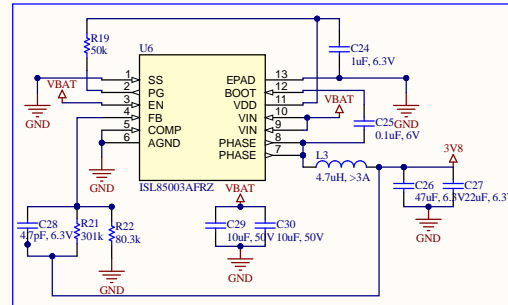 R19
50k
U6
C24
1uF, 6.3V
VBAT
1 SS
2 PG
3 EN
4 FB
5 COMP
6 AGND
EPAD 13
BOOT 12
VDD 11
VIN 10
VIN 9
PHASE 8
PHASE 7
VBAT
GND
GND
C25
0.1uF, 6V
GND
ISL85003AFRZ
L3
4.7uH, >3A
3V8
C26
47uF, 6.3V
C27
22uF, 6.3V
GND
C28
4.7pF, 6.3V
R21
301k
R22
80.3k
GND
VBAT
C29
10uF, 50V
C30
10uF, 50V
GND